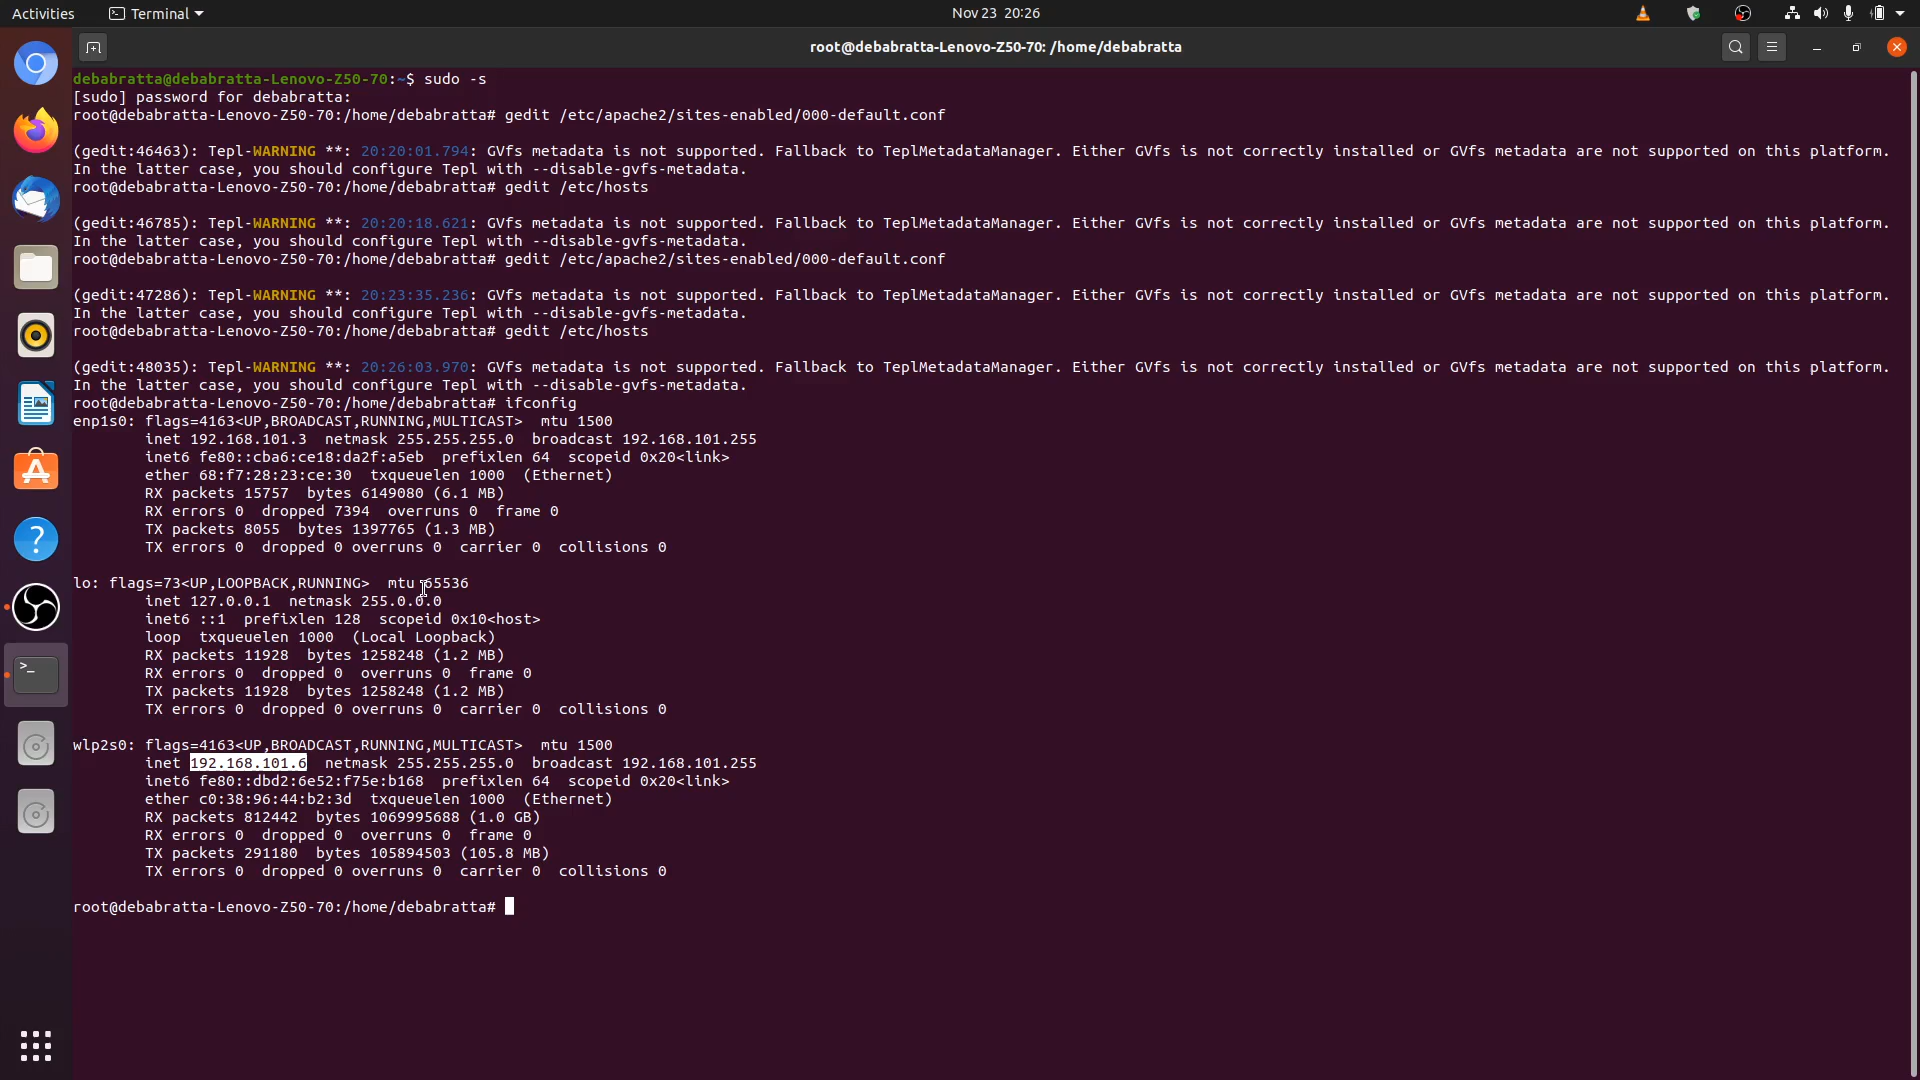 Activities
Terminal
Nov 23 20:26
root@debabratta-Lenovo-Z50-70: /home/debabratta
debabratta@debabratta-Lenovo-Z50-70:~$ sudo -s
[sudo] password for debabratta:
root@debabratta-Lenovo-Z50-70:/home/debabratta# gedit /etc/apache2/sites-enabled/000-default.conf
(gedit:46463): Tepl-WARNING **: 20:20:01.794: GVfs metadata is not supported. Fallback to TeplMetadataManager. Either GVfs is not correctly installed or GVfs metadata are not supported on this platform.
In the latter case, you should configure Tepl with --disable-gvfs-metadata.
root@debabratta-Lenovo-Z50-70:/home/debabratta# gedit /etc/hosts
(gedit:46785): Tepl-WARNING **: 20:20:18.621: GVfs metadata is not supported. Fallback to TeplMetadataManager. Either GVfs is not correctly installed or GVfs metadata are not supported on this platform.
In the latter case, you should configure Tepl with --disable-gvfs-metadata.
root@debabratta-Lenovo-Z50-70:/home/debabratta# gedit /etc/apache2/sites-enabled/000-default.conf
(gedit:47286): Tepl-WARNING **: 20:23:35.236: GVfs metadata is not supported. Fallback to TeplMetadataManager. Either GVfs is not correctly installed or GVfs metadata are not supported on this platform.
In the latter case, you should configure Tepl with --disable-gvfs-metadata.
root@debabratta-Lenovo-Z50-70:/home/debabratta# gedit /etc/hosts
(gedit:48035): Tepl-WARNING **: 20:26:03.970: GVfs metadata is not supported. Fallback to TeplMetadataManager. Either GVfs is not correctly installed or GVfs metadata are not supported on this platform.
In the latter case, you should configure Tepl with --disable-gvfs-metadata.
root@debabratta-Lenovo-Z50-70:/home/debabratta# ifconfig
enp1s0: flags=4163<UP,BROADCAST,RUNNING,MULTICAST>  mtu 1500
inet 192.168.101.3  netmask 255.255.255.0  broadcast 192.168.101.255
inet6 fe80::cba6:ce18:da2f:a5eb  prefixlen 64  scopeid 0x20<link>
ether 68:f7:28:23:ce:30  txqueuelen 1000  (Ethernet)
RX packets 15757  bytes 6149080 (6.1 MB)
RX errors 0  dropped 7394  overruns 0  frame 0
TX packets 8055  bytes 1397765 (1.3 MB)
TX errors 0  dropped 0 overruns 0  carrier 0  collisions 0
lo: flags=73<UP,LOOPBACK,RUNNING>  mtu 65536
inet 127.0.0.1  netmask 255.0.0.0
inet6 ::1  prefixlen 128  scopeid 0x10<host>
loop  txqueuelen 1000  (Local Loopback)
RX packets 11928  bytes 1258248 (1.2 MB)
RX errors 0  dropped 0  overruns 0  frame 0
TX packets 11928  bytes 1258248 (1.2 MB)
TX errors 0  dropped 0 overruns 0  carrier 0  collisions 0
wlp2s0: flags=4163<UP,BROADCAST,RUNNING,MULTICAST>  mtu 1500
inet 192.168.101.6  netmask 255.255.255.0  broadcast 192.168.101.255
inet6 fe80::dbd2:6e52:f75e:b168  prefixlen 64  scopeid 0x20<link>
ether c0:38:96:44:b2:3d  txqueuelen 1000  (Ethernet)
RX packets 812442  bytes 1069995688 (1.0 GB)
RX errors 0  dropped 0  overruns 0  frame 0
TX packets 291180  bytes 105894503 (105.8 MB)
TX errors 0  dropped 0 overruns 0  carrier 0  collisions 0
root@debabratta-Lenovo-Z50-70:/home/debabratta#